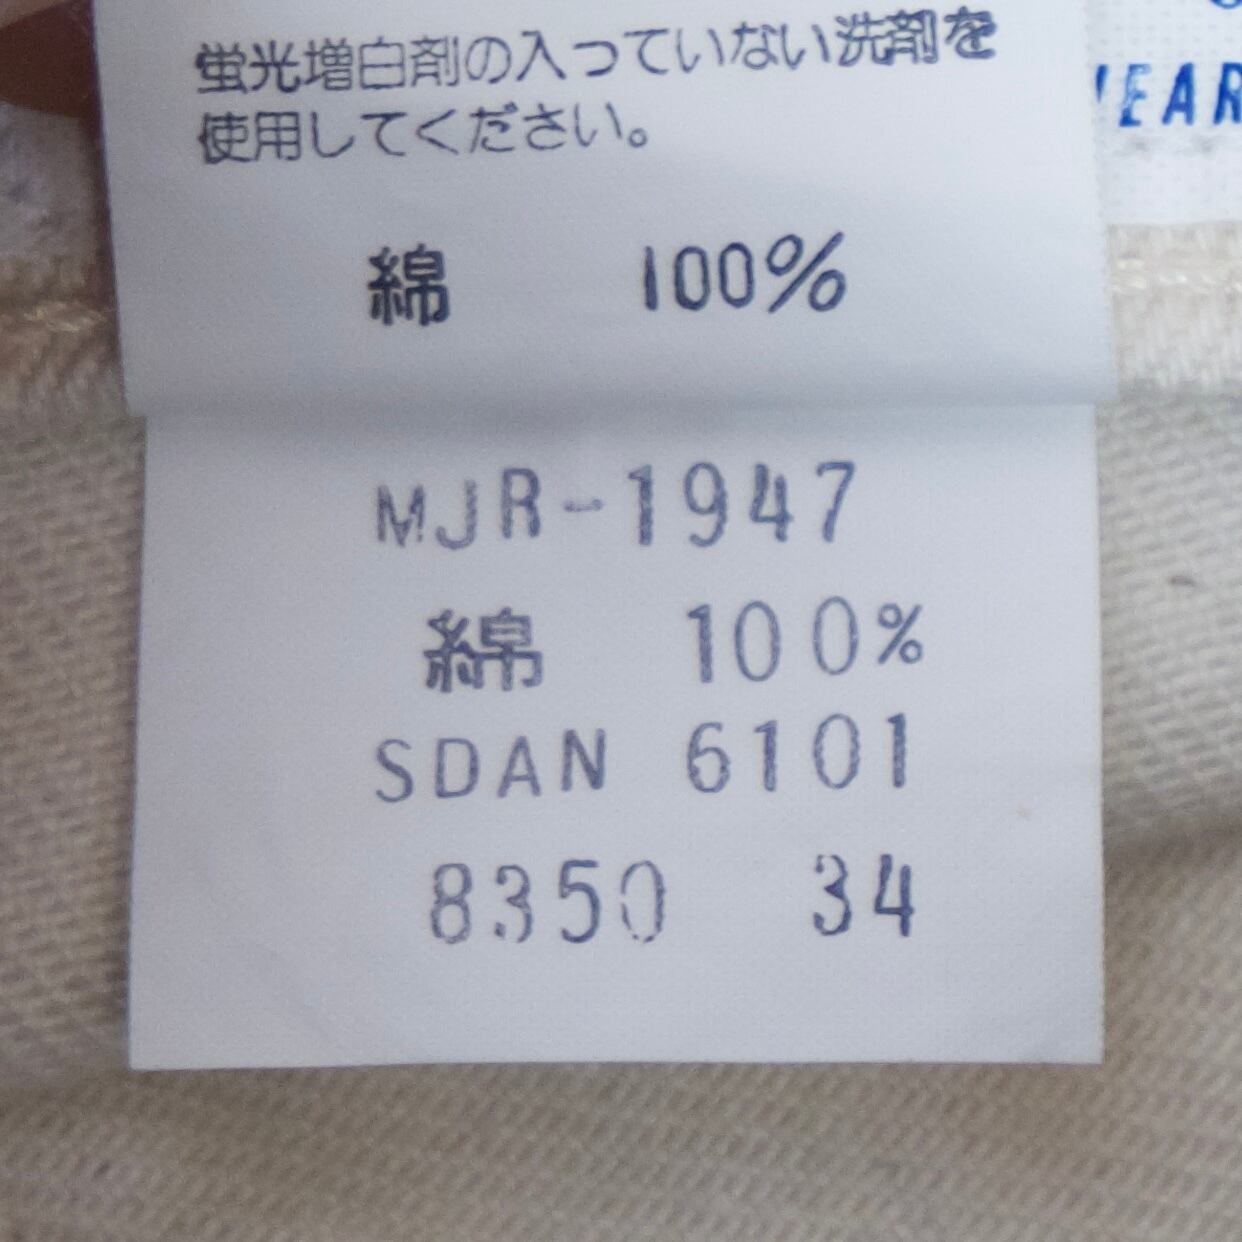 蛍光増白剤の入っていない洗剤を
使用してください。
綿 100%
MJR-1947
綿 100%
SDAN 6101
8350 34